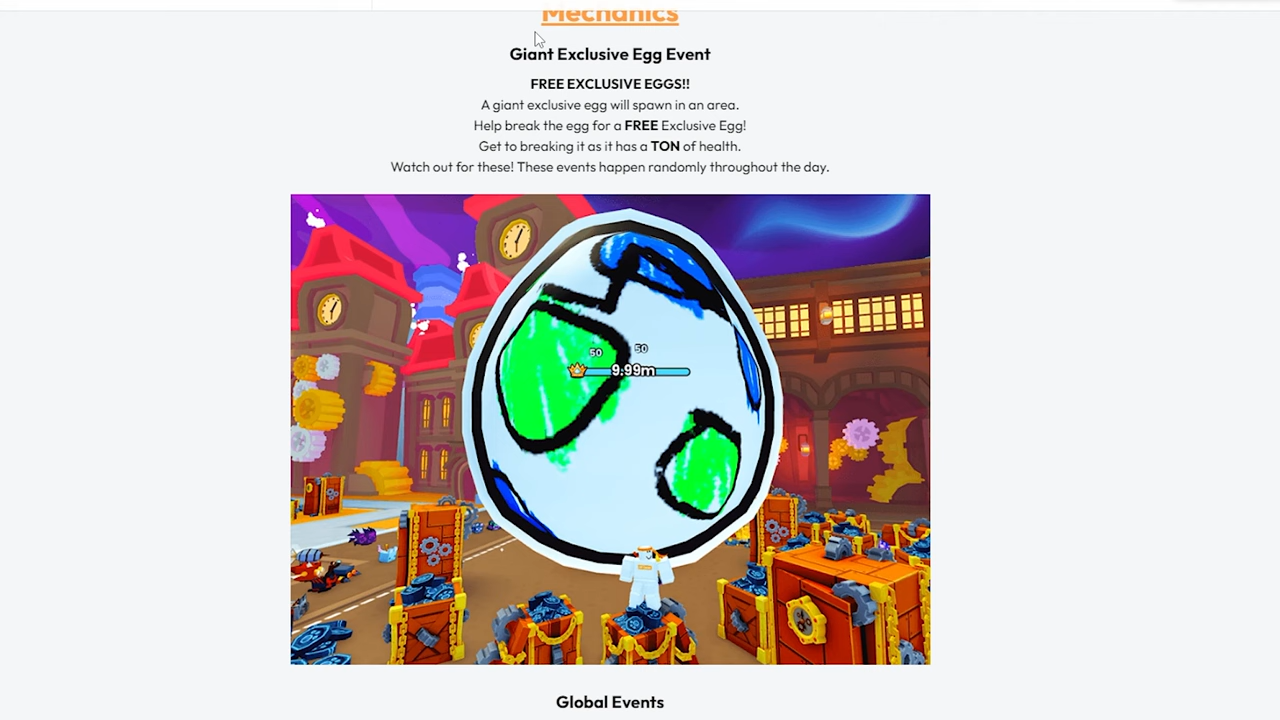 Mechanics
Giant Exclusive Egg Event
FREE EXCLUSIVE EGGS!!
A giant exclusive egg will spawn in an area.
Help break the egg for a FREE Exclusive Egg!
Get to breaking it as it has a TON of health.
Watch out for these! These events happen randomly throughout the day.
50 50
9.99m
Global Events